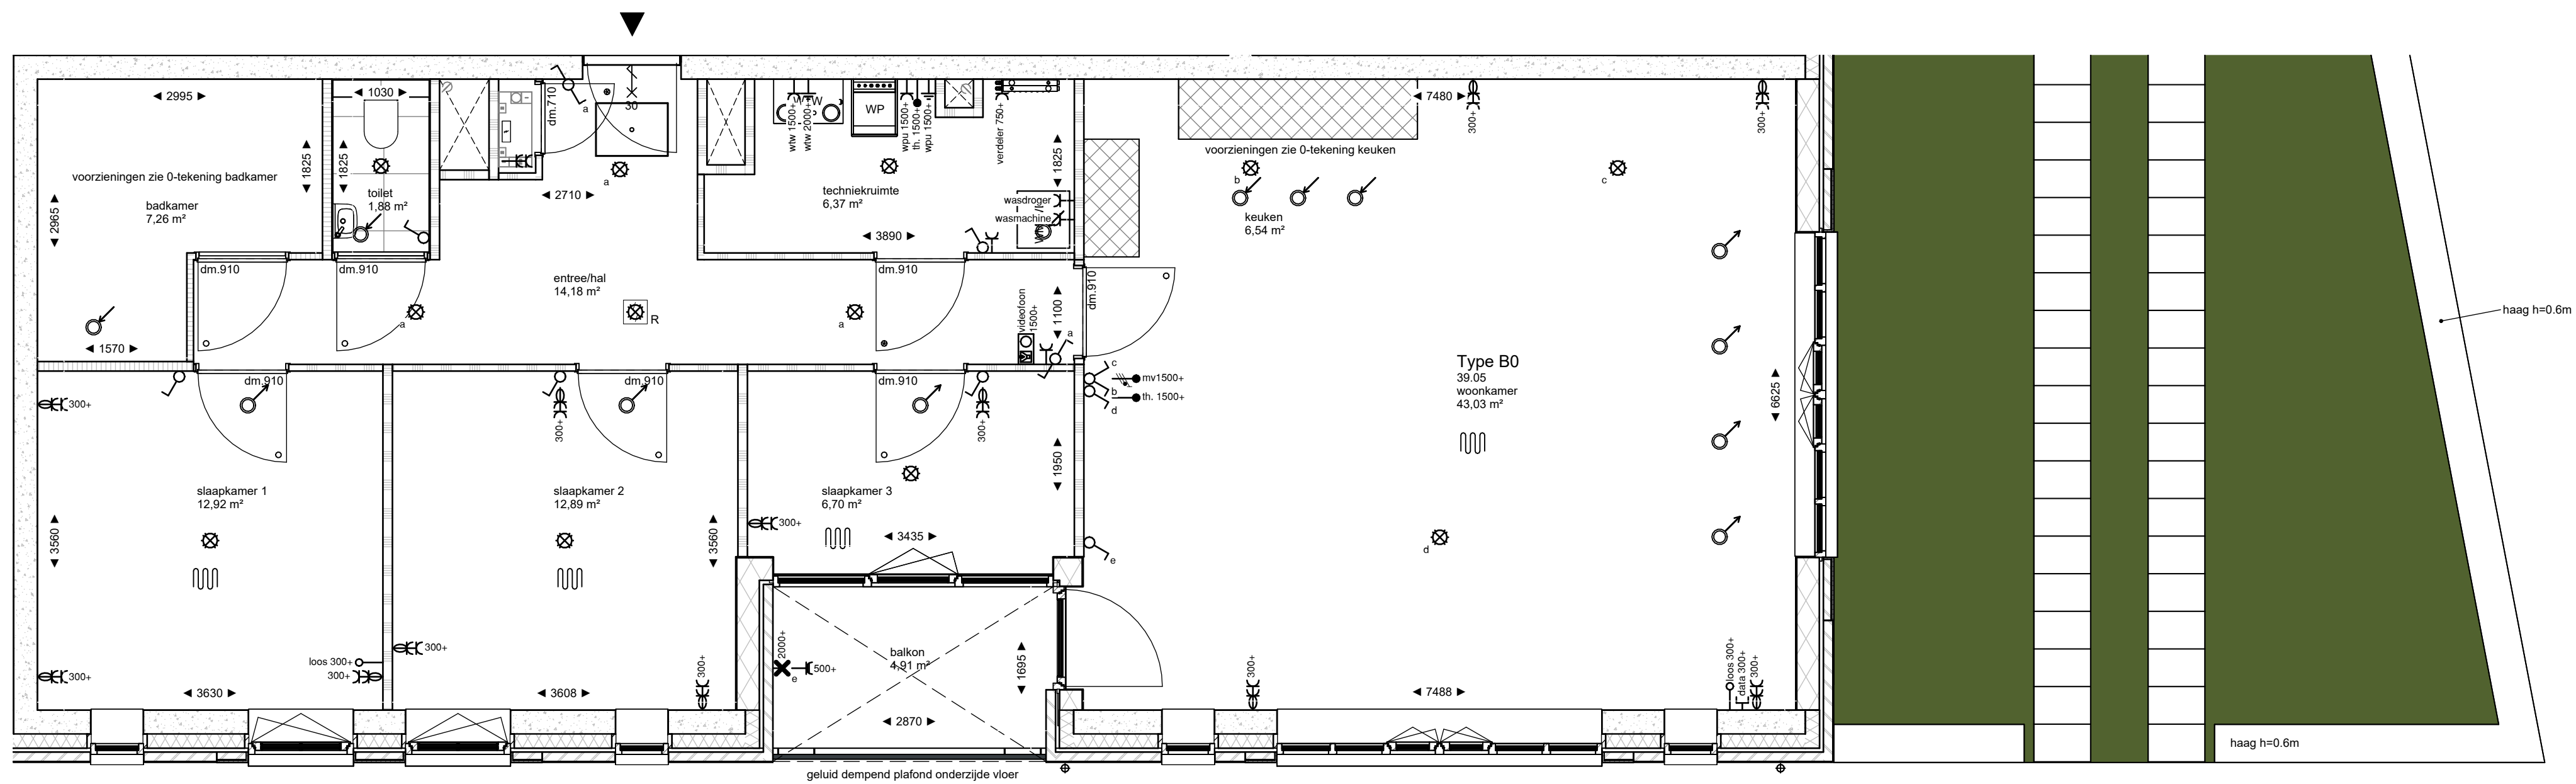 2995
1030
dm.710
a
30
wtw 1500+
wtw 2000+
WP
wpu 1500+
th. 1500+
wpu 1500+
verdeler 750+
7480
300+
300+
voorzieningen zie 0-tekening keuken
1825
1825
1825
voorzieningen zie 0-tekening badkamer
a
b
c
2710
techniekruimte
6,37 m²
toilet
1,88 m²
badkamer
7,26 m²
wasdroger
wasmachine
keuken
6,54 m²
2965
3890
dm.910
dm.910
dm.910
dm.910
entree/hal
14,18 m²
a
R
a
videofoon
1500+
1100
a
haag h=0.6m
1570
dm.910
dm.910
dm.910
c
mv1500+
b
th. 1500+
d
Type B0
39.05
woonkamer
43,03 m²
6625
300+
300+
300+
1950
slaapkamer 1
12,92 m²
slaapkamer 2
12,89 m²
slaapkamer 3
6,70 m²
300+
3560
3560
3435
d
e
balkon
4,91 m²
2000+
500+
e
1695
300+
loos 300+
300+
300+
300+
300+
loos 300+
data 300+
300+
3630
3608
7488
2870
haag h=0.6m
geluid dempend plafond onderzijde vloer